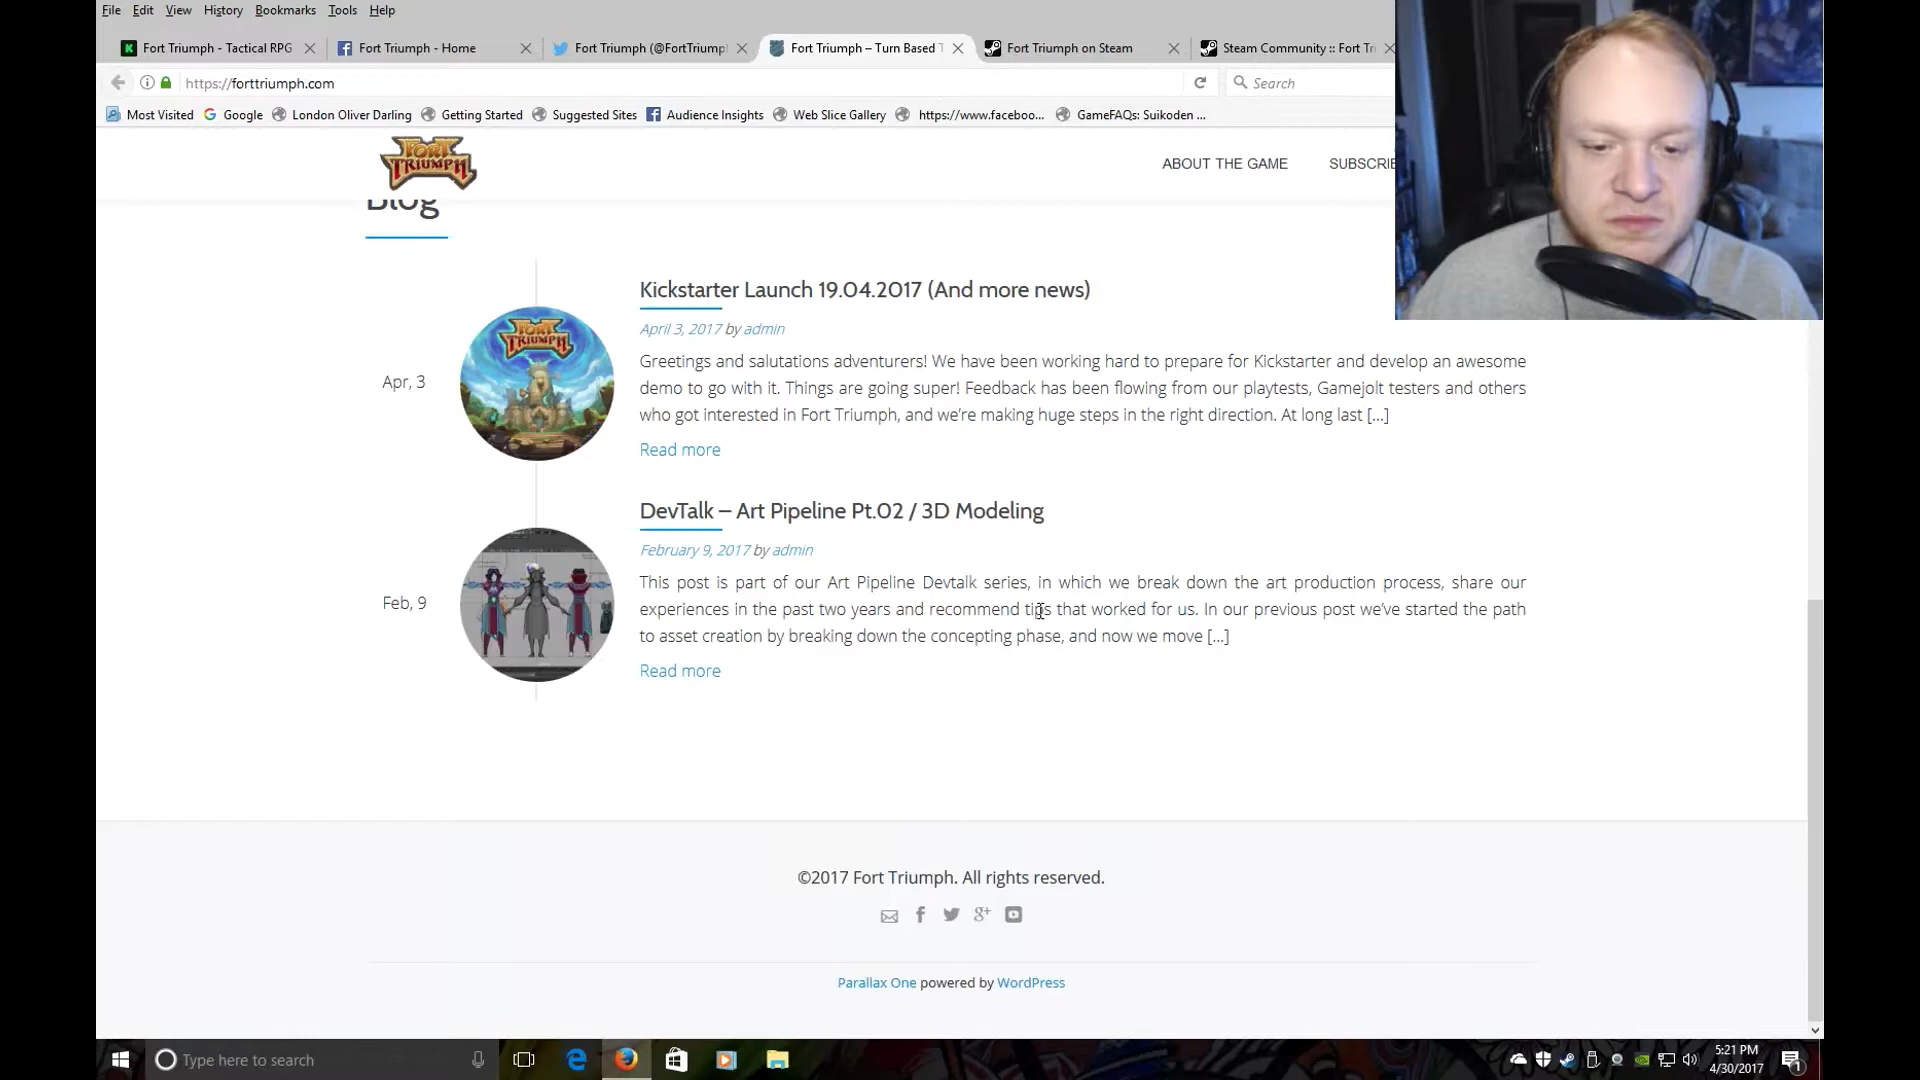 File Edit View History Bookmarks Tools Help
Fort Triumph - Tactical RPG Fort Triumph - Home Fort Triumph (@FortTriump Fort Triumph – Turn Based T Fort Triumph on Steam Steam Community :: Fort Tri
https://forttriumph.com Search
Most Visited Google London Oliver Darling Getting Started Suggested Sites Audience Insights Web Slice Gallery https://www.faceboo... GameFAQs: Suikoden ...
FORT TRIUMPH ABOUT THE GAME SUBSCRIE
Blog
Kickstarter Launch 19.04.2017 (And more news)
April 3, 2017 by admin
Apr, 3
FORT TRIUMPH
Greetings and salutations adventurers! We have been working hard to prepare for Kickstarter and develop an awesome
demo to go with it. Things are going super! Feedback has been flowing from our playtests, Gamejolt testers and others
who got interested in Fort Triumph, and we're making huge steps in the right direction. At long last [...]
Read more
DevTalk – Art Pipeline Pt.02 / 3D Modeling
February 9, 2017 by admin
Feb, 9
This post is part of our Art Pipeline Devtalk series, in which we break down the art production process, share our
experiences in the past two years and recommend tips that worked for us. In our previous post we've started the path
to asset creation by breaking down the concepting phase, and now we move [...]
Read more
©2017 Fort Triumph. All rights reserved.
Parallax One powered by WordPress
Type here to search
5:21 PM
4/30/2017
1